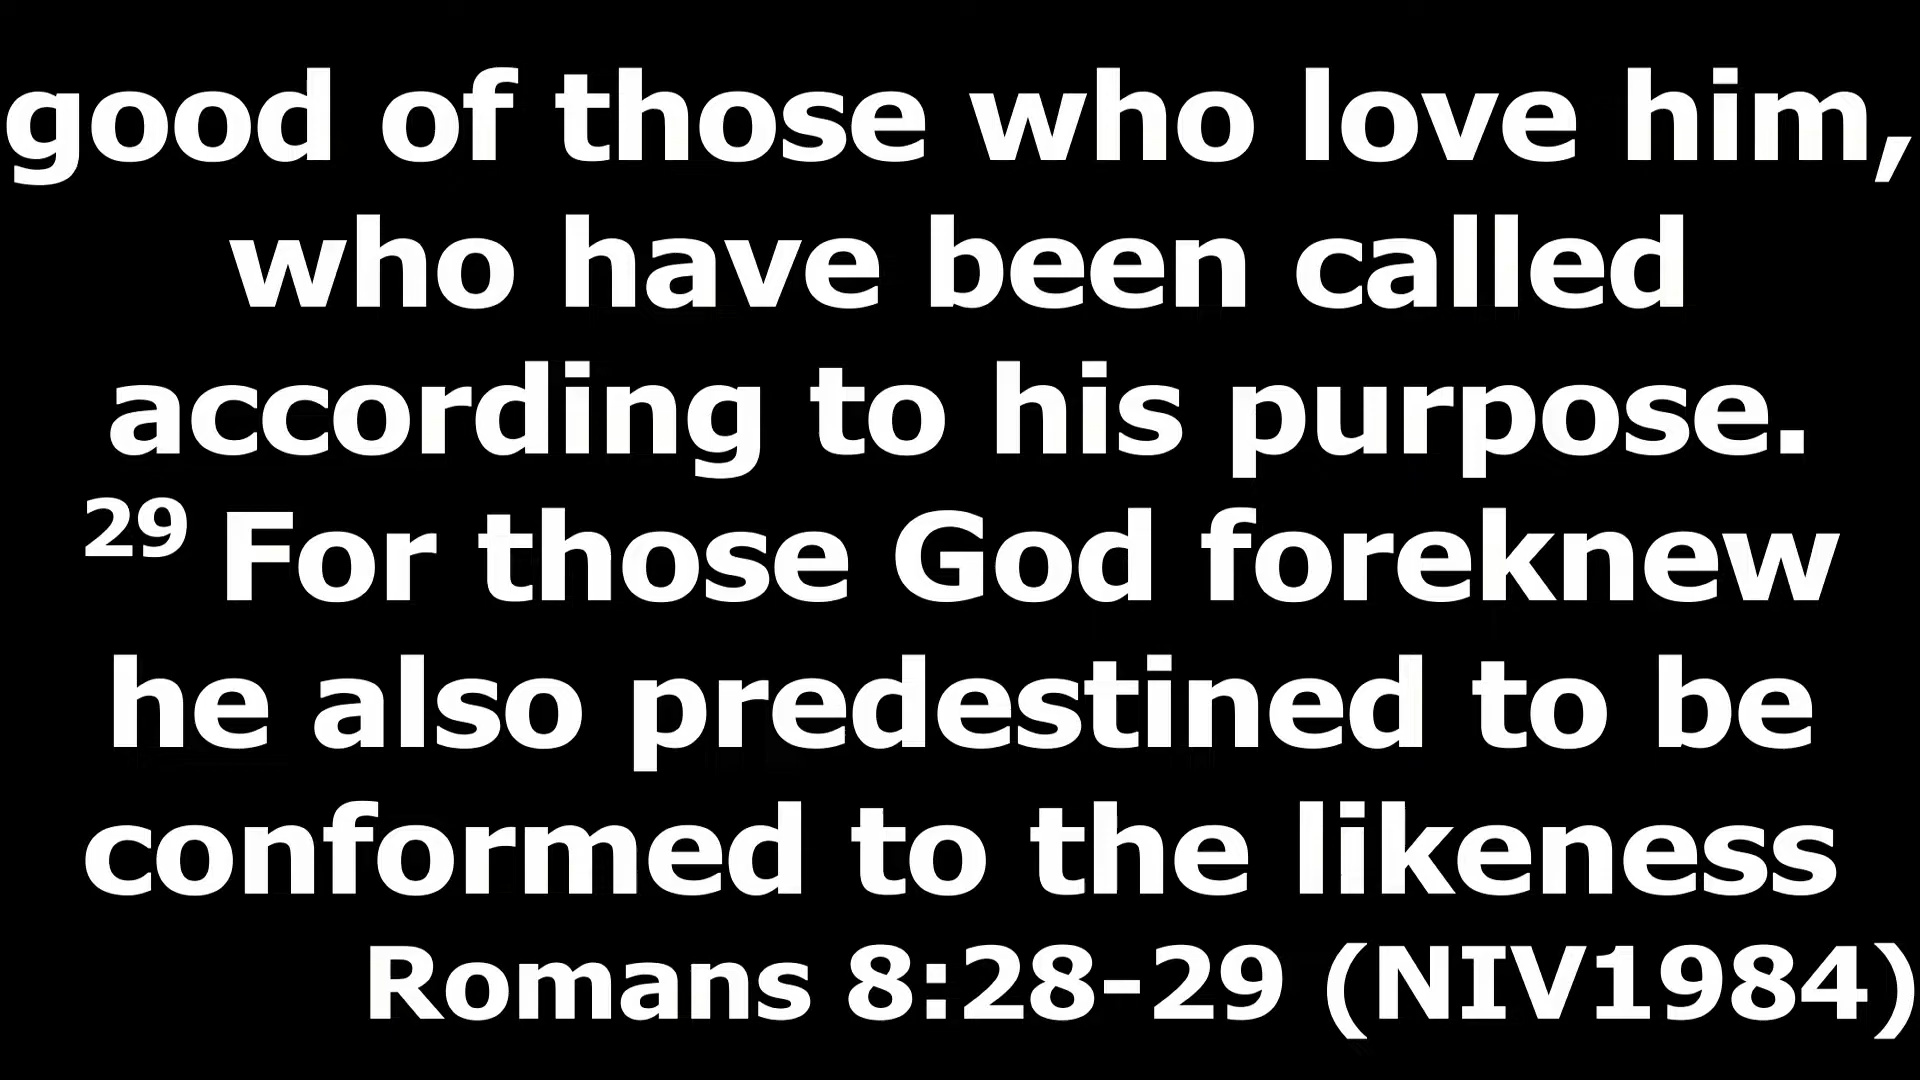 good of those who love him,
who have been called
according to his purpose.
29 For those God foreknew
he also predestined to be
conformed to the likeness
Romans 8:28-29 (NIV1984)